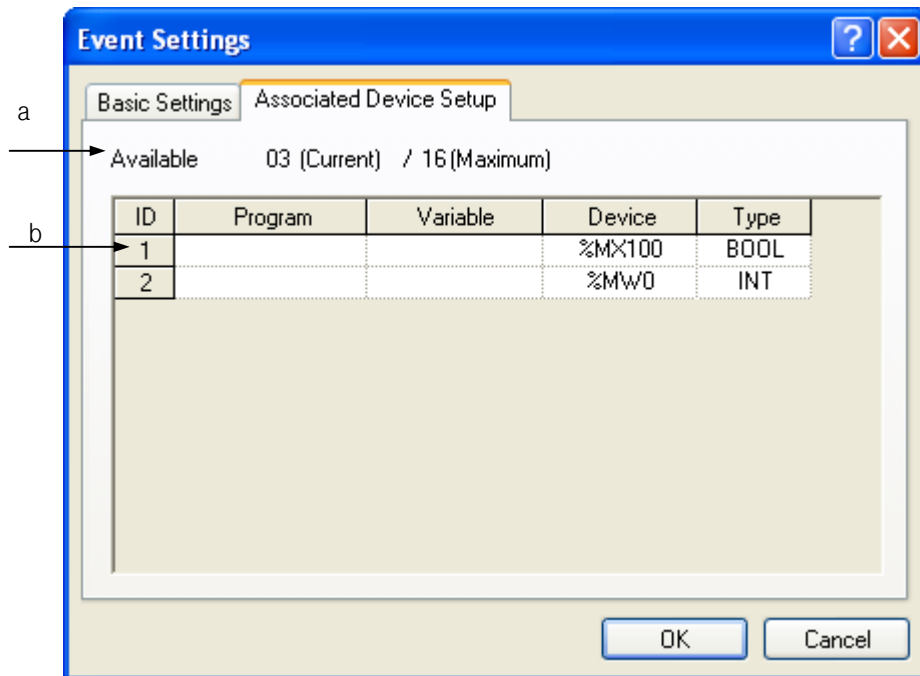 Event Settings
Basic Settings Associated Device Setup
a
Available 03 (Current) / 16(Maximum)
ID Program Variable Device Type
b
1 %MX100 BOOL
2 %MW0 INT
OK Cancel